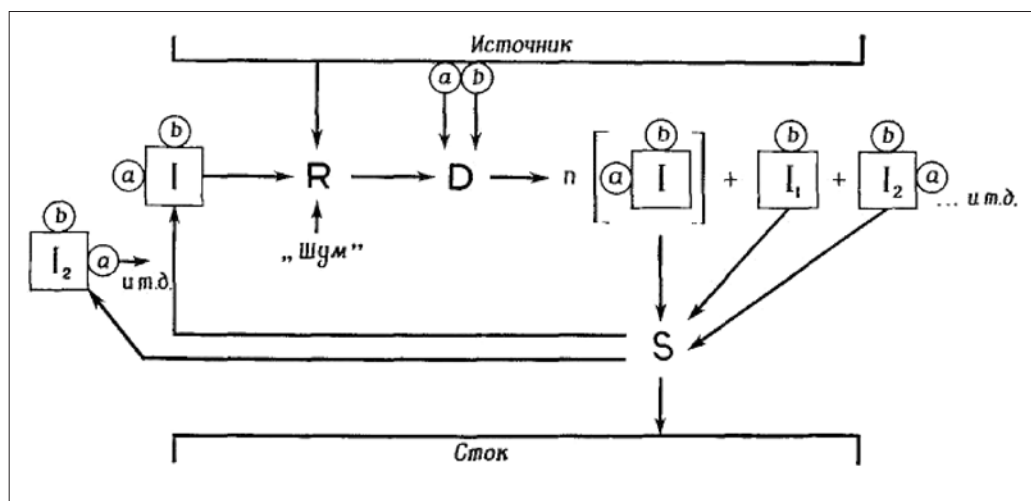 Источник
a b
b b b b
a I R D n [ a I ] + I₁ + I₂ a ... и т.д.
b
I₂ a и т.д.
„Шум"
S
Сток